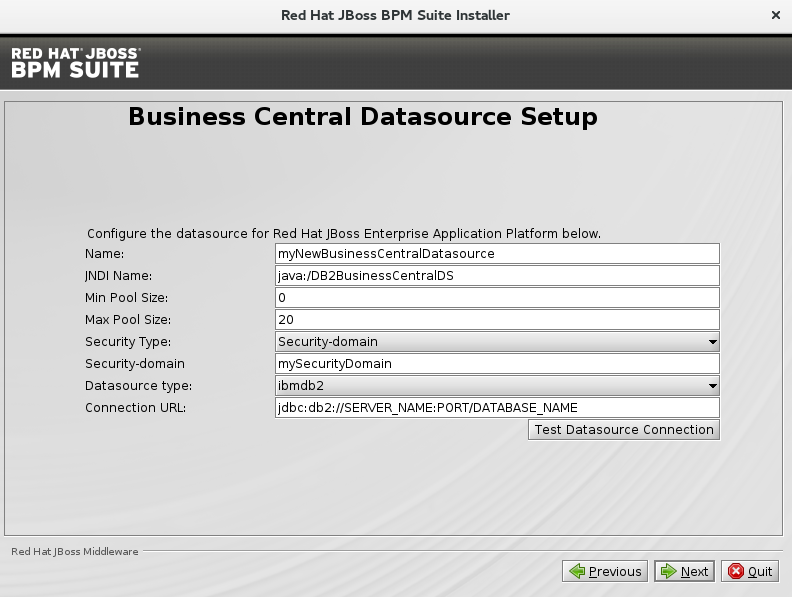 Red Hat JBoss BPM Suite Installer
RED HAT® JBOSS®
BPM SUITE
Business Central Datasource Setup
Configure the datasource for Red Hat JBoss Enterprise Application Platform below.
Name: myNewBusinessCentralDatasource
JNDI Name: java:/DB2BusinessCentralDS
Min Pool Size: 0
Max Pool Size: 20
Security Type: Security-domain
Security-domain mySecurityDomain
Datasource type: ibmdb2
Connection URL: jdbc:db2://SERVER_NAME:PORT/DATABASE_NAME
Test Datasource Connection
Red Hat JBoss Middleware
Previous Next Quit